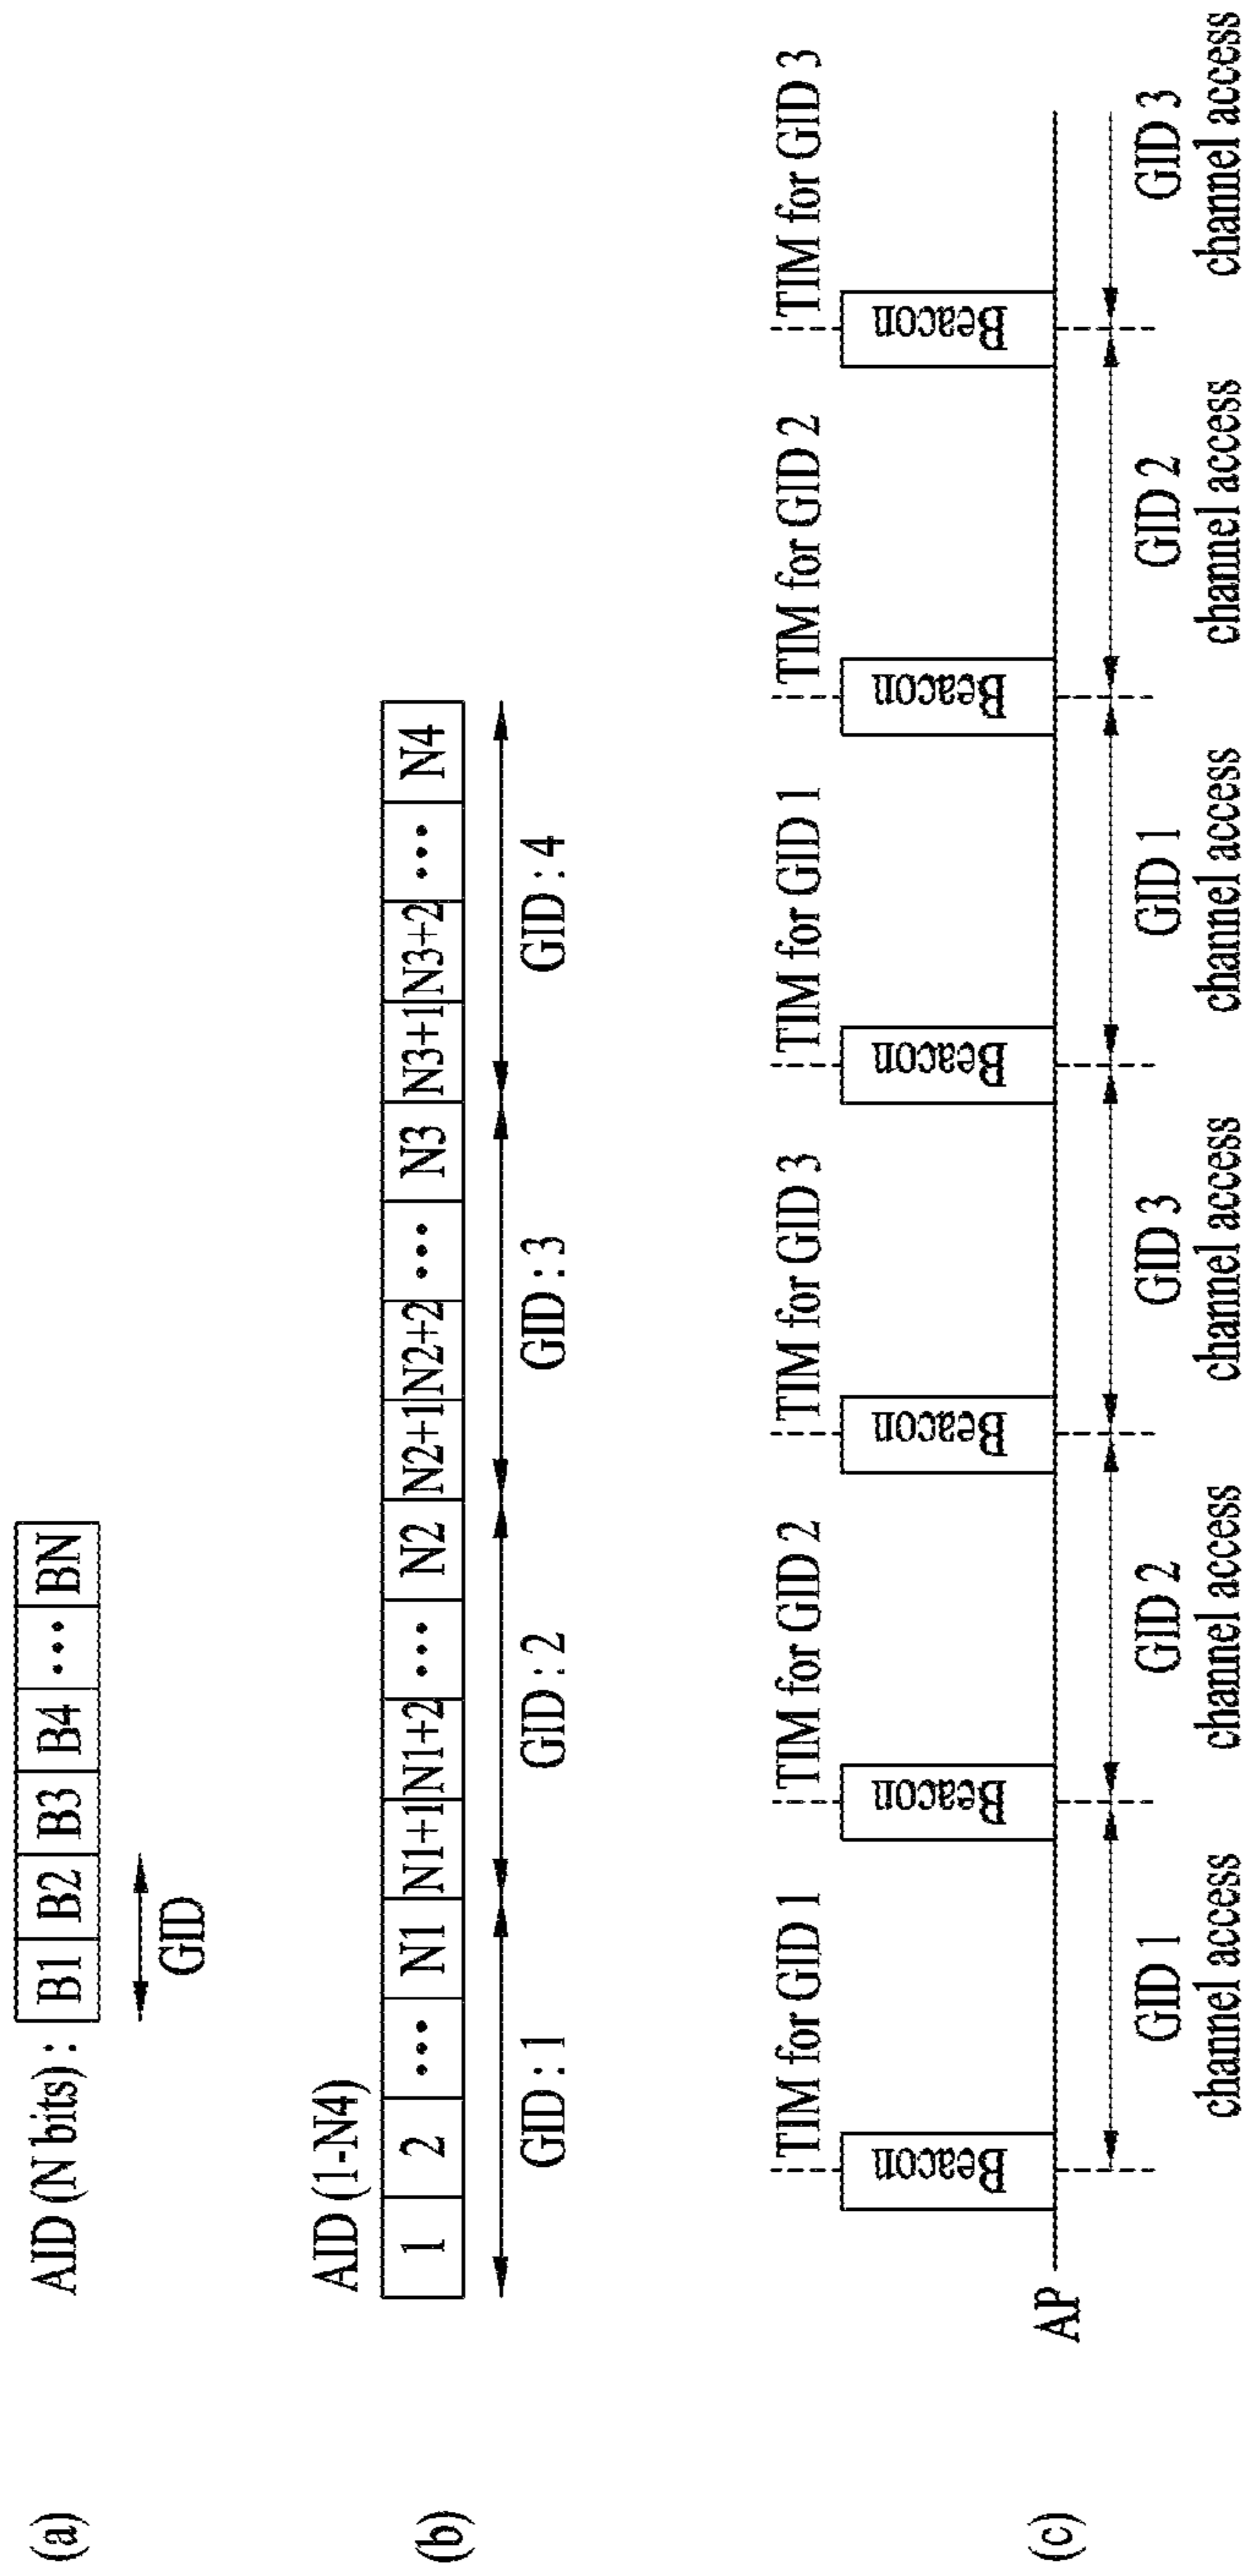 (a)
AID (N bits) : B1 B2 B3 B4 ••• BN
GID
(b)
AID (1-N4)
1 2 ••• N1 N1+1 N1+2 ••• N2 N2+1 N2+2 ••• N3 N3+1 N3+2 ••• N4
GID : 1 GID : 2 GID : 3 GID : 4
(c)
TIM for GID 1 TIM for GID 2 TIM for GID 3 TIM for GID 1 TIM for GID 2 TIM for GID 3
Beacon Beacon Beacon Beacon Beacon Beacon
AP
GID 1 GID 2 GID 3 GID 1 GID 2 GID 3
channel access channel access channel access channel access channel access channel access